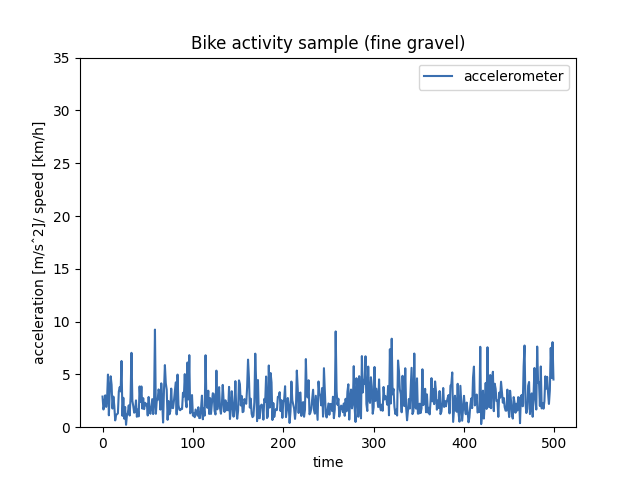 Bike activity sample (fine gravel)
accelerometer
35
30
25
20
15
10
5
0
acceleration [m/s^2]/ speed [km/h]
0 100 200 300 400 500
time